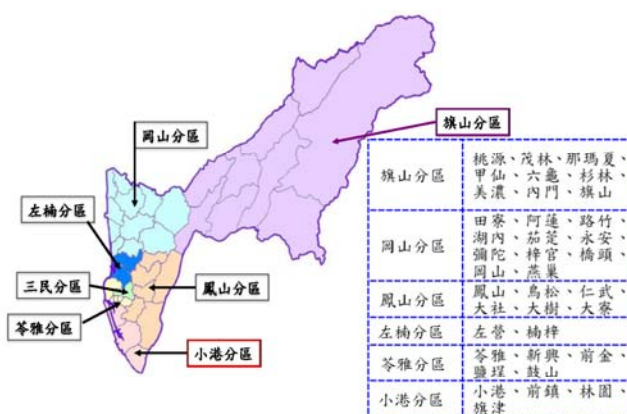 岡山分區
旗山分區
左楠分區
三民分區
鳳山分區
苓雅分區
小港分區
旗山分區
桃源、茂林、那瑪夏、
甲仙、六龜、杉林、
美濃、內門、旗山
岡山分區
田寮、阿蓮、路竹、
湖內、茄萣、永安、
彌陀、梓官、橋頭、
岡山、燕巢
鳳山分區
鳳山、鳥松、仁武、
大社、大樹、大寮
左楠分區
左營、楠梓
苓雅分區
苓雅、新興、前金、
鹽埕、鼓山
小港分區
小港、前鎮、林園、
旗津